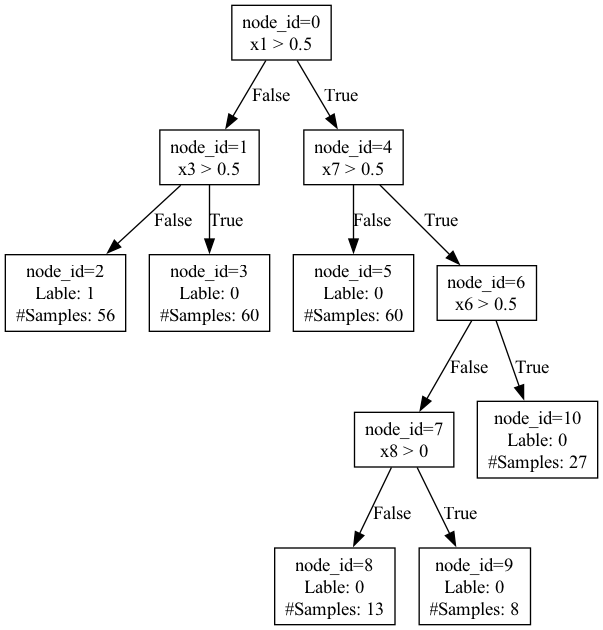 node_id=0
x1 > 0.5
False
True
node_id=1
x3 > 0.5
node_id=4
x7 > 0.5
False
True
False
True
node_id=2
Lable: 1
#Samples: 56
node_id=3
Lable: 0
#Samples: 60
node_id=5
Lable: 0
#Samples: 60
node_id=6
x6 > 0.5
False
True
node_id=7
x8 > 0
node_id=10
Lable: 0
#Samples: 27
False
True
node_id=8
Lable: 0
#Samples: 13
node_id=9
Lable: 0
#Samples: 8